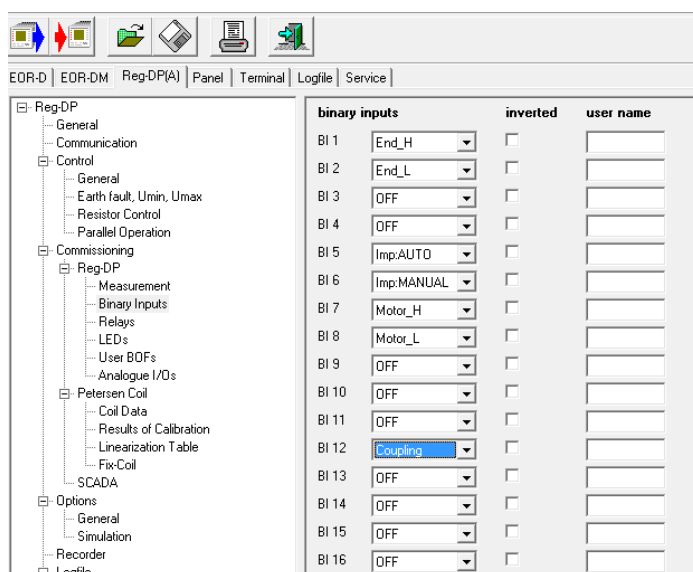 EOR-D EOR-DM Reg-DP(A) Panel Terminal Logfile Service
Reg-DP
General
Communication
Control
General
Earth fault, Umin, Umax
Resistor Control
Parallel Operation
Commissioning
Reg-DP
Measurement
Binary Inputs
Relays
LEDs
User BOFs
Analogue I/Os
Petersen Coil
Coil Data
Results of Calibration
Linearization Table
Fix-Coil
SCADA
Options
General
Simulation
Recorder
Logfile
binary inputs inverted user name
BI 1 End_H
BI 2 End_L
BI 3 OFF
BI 4 OFF
BI 5 Imp:AUTO
BI 6 Imp:MANUAL
BI 7 Motor_H
BI 8 Motor_L
BI 9 OFF
BI 10 OFF
BI 11 OFF
BI 12 Coupling
BI 13 OFF
BI 14 OFF
BI 15 OFF
BI 16 OFF